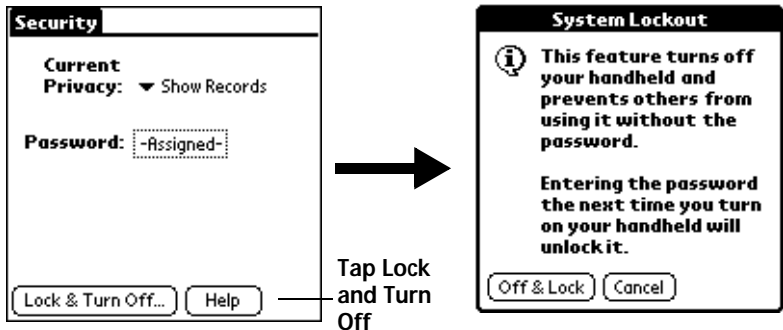 Security
Current
Privacy: Show Records
Password: -Assigned-
Lock & Turn Off... Help
Tap Lock
and Turn
Off
System Lockout
This feature turns off
your handheld and
prevents others from
using it without the
password.
Entering the password
the next time you turn
on your handheld will
unlock it.
Off & Lock Cancel